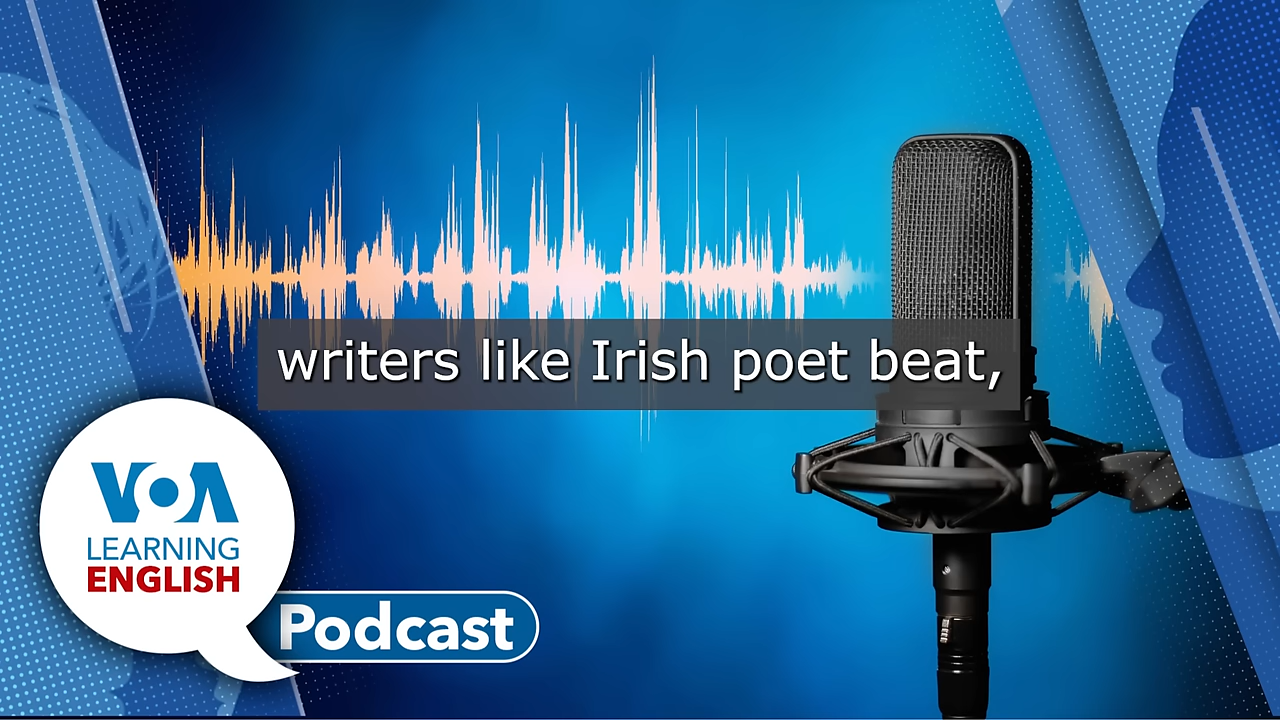 writers like Irish poet beat,
VOA
LEARNING
ENGLISH
Podcast